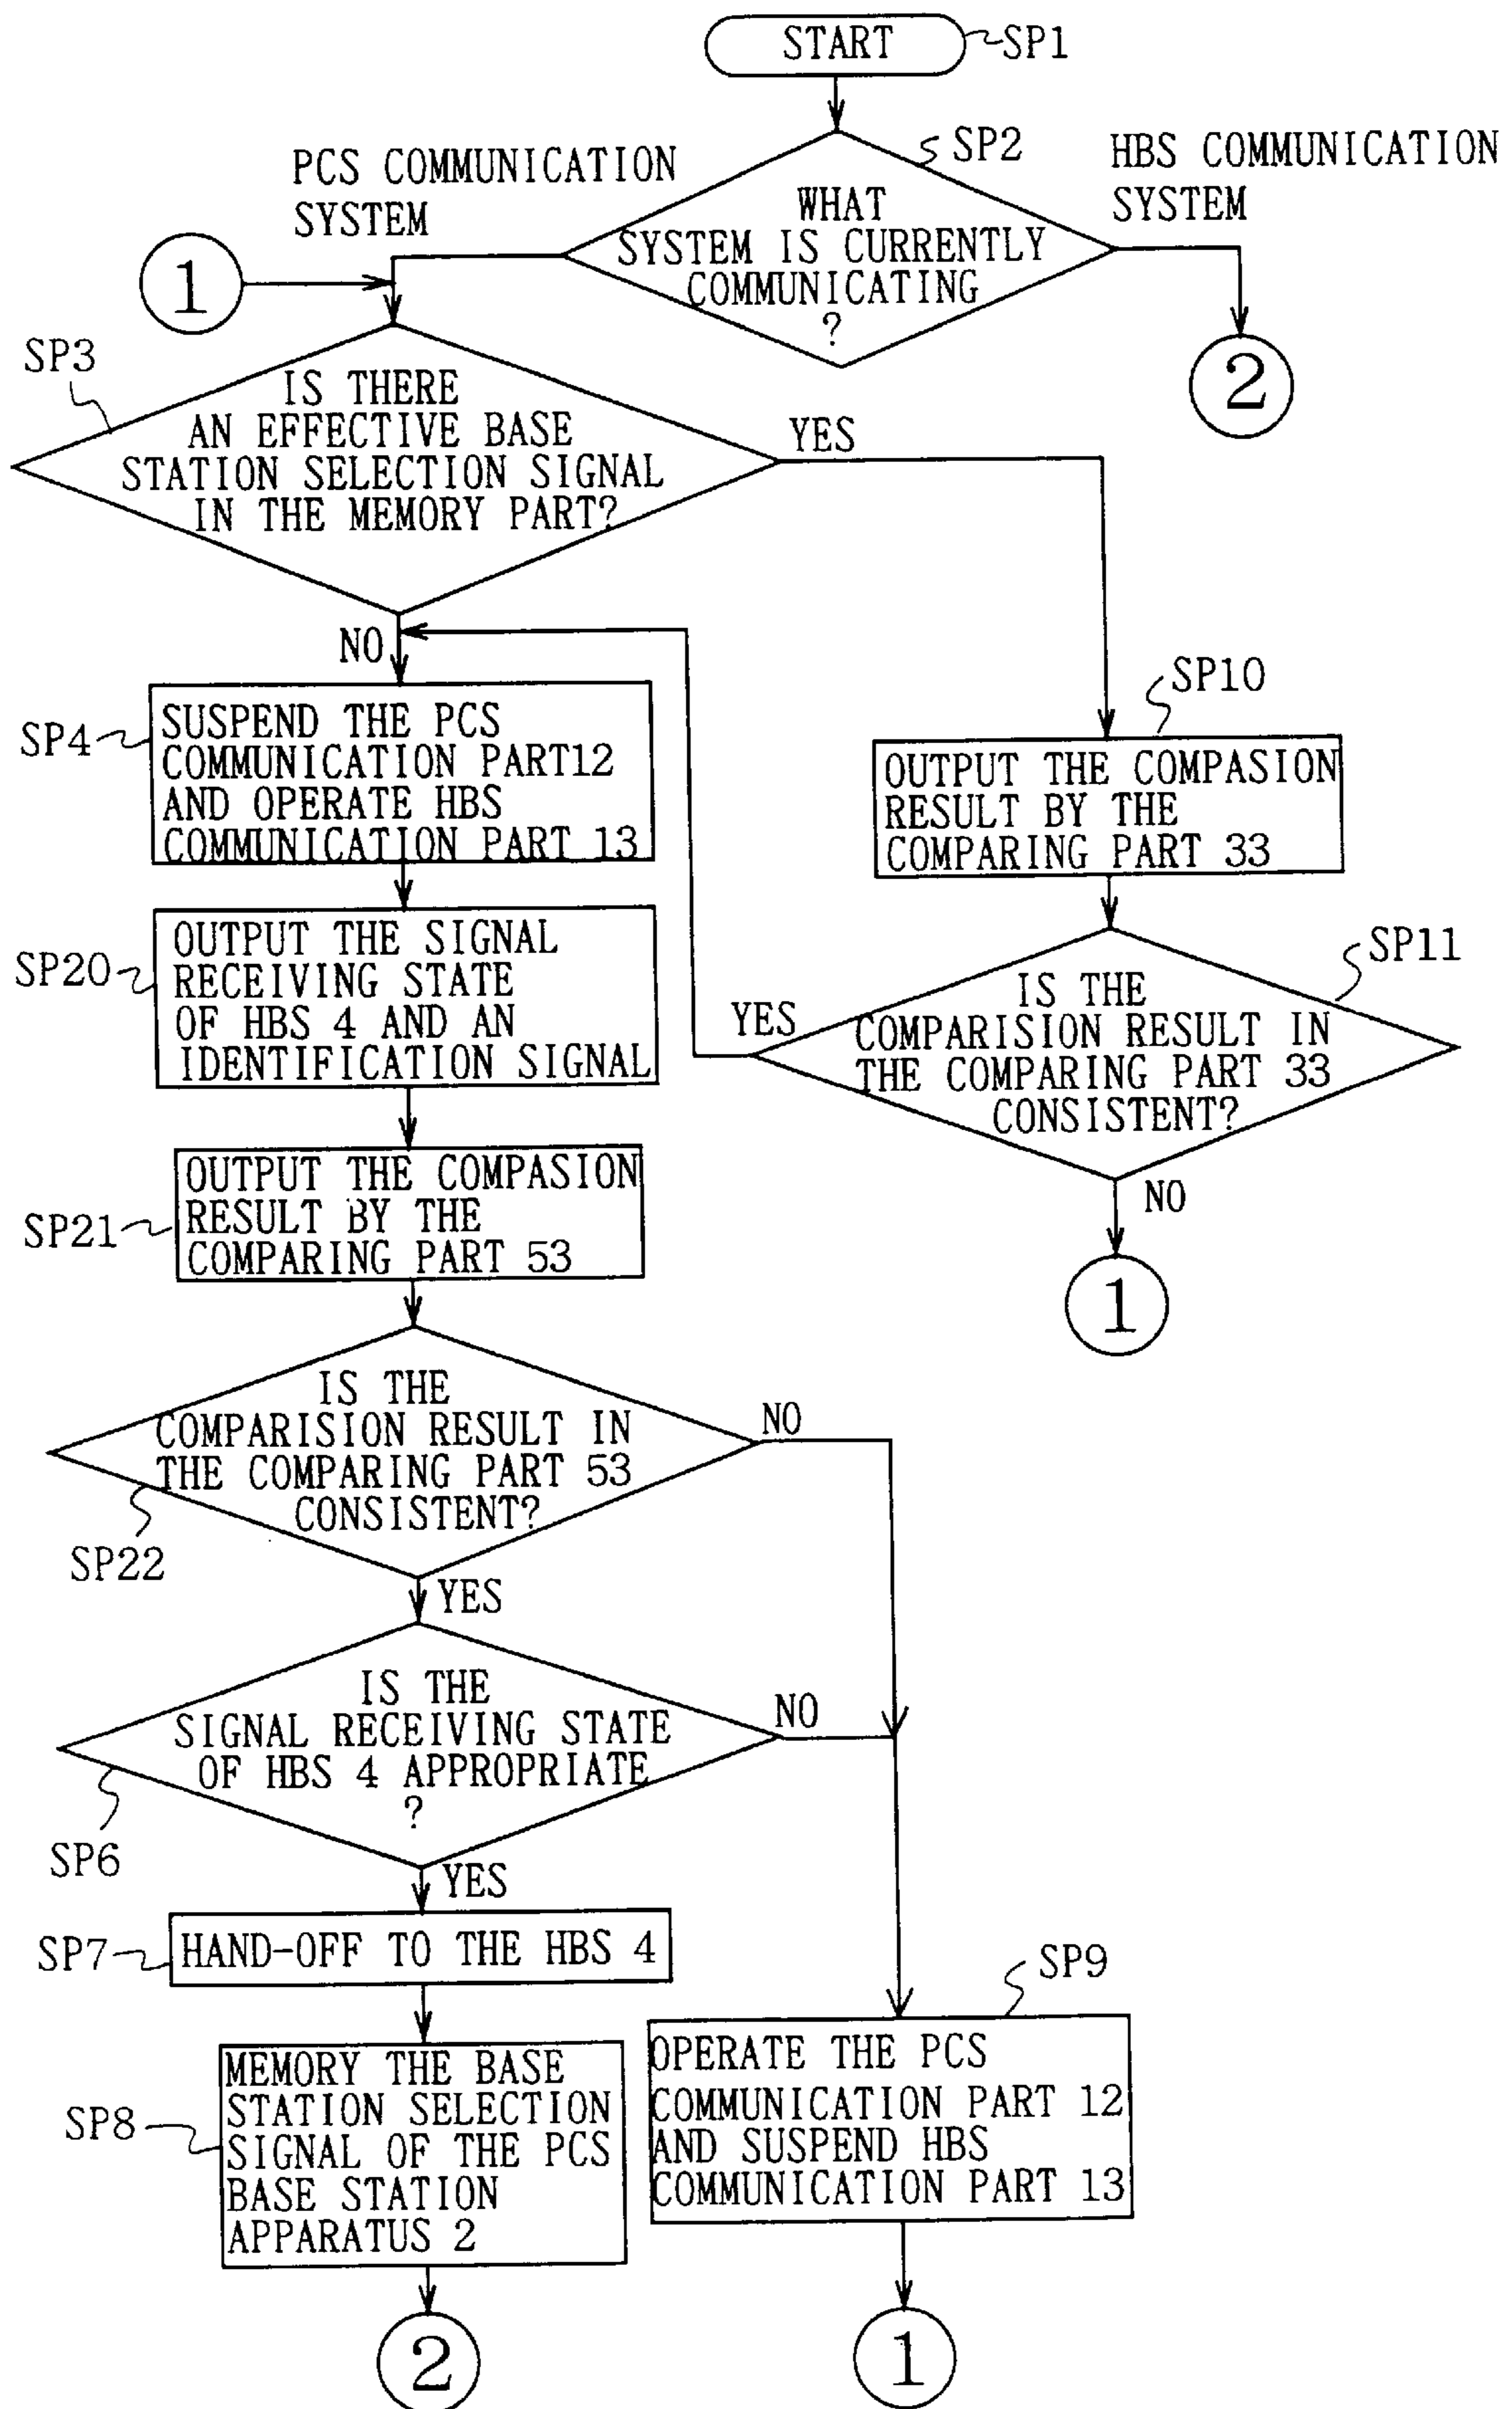 START
SP1
SP2
PCS COMMUNICATION
SYSTEM
HBS COMMUNICATION
SYSTEM
WHAT
SYSTEM IS CURRENTLY
COMMUNICATING
?
1
2
SP3
IS THERE
AN EFFECTIVE BASE
STATION SELECTION SIGNAL
IN THE MEMORY PART?
YES
NO
SP10
SP4
SUSPEND THE PCS
COMMUNICATION PART12
AND OPERATE HBS
COMMUNICATION PART 13
OUTPUT THE COMPASION
RESULT BY THE
COMPARING PART 33
SP20
OUTPUT THE SIGNAL
RECEIVING STATE
OF HBS 4 AND AN
IDENTIFICATION SIGNAL
SP11
YES
IS THE
COMPARISION RESULT IN
THE COMPARING PART 33
CONSISTENT?
NO
1
SP21
OUTPUT THE COMPASION
RESULT BY THE
COMPARING PART 53
IS THE
COMPARISION RESULT IN
THE COMPARING PART 53
CONSISTENT?
NO
SP22
YES
IS THE
SIGNAL RECEIVING STATE
OF HBS 4 APPROPRIATE
?
NO
SP6
YES
SP7
HAND-OFF TO THE HBS 4
SP9
SP8
MEMORY THE BASE
STATION SELECTION
SIGNAL OF THE PCS
BASE STATION
APPARATUS 2
OPERATE THE PCS
COMMUNICATION PART 12
AND SUSPEND HBS
COMMUNICATION PART 13
2
1